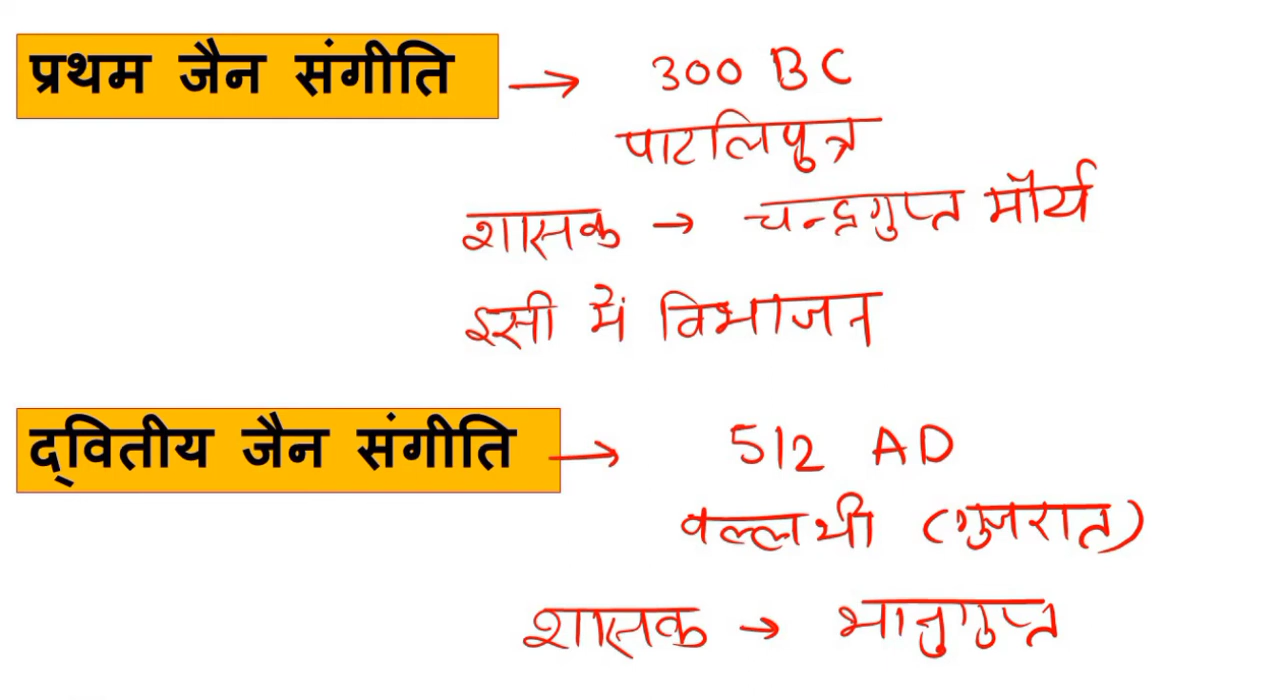 प्रथम जैन संगीति → 300 BC
पाटलिपुत्र
शासक → चन्द्रगुप्त मौर्य
इसी में विभाजन
द्वितीय जैन संगीति → 512 AD
वल्लभी (गुजरात)
शासक → भानुगुप्त